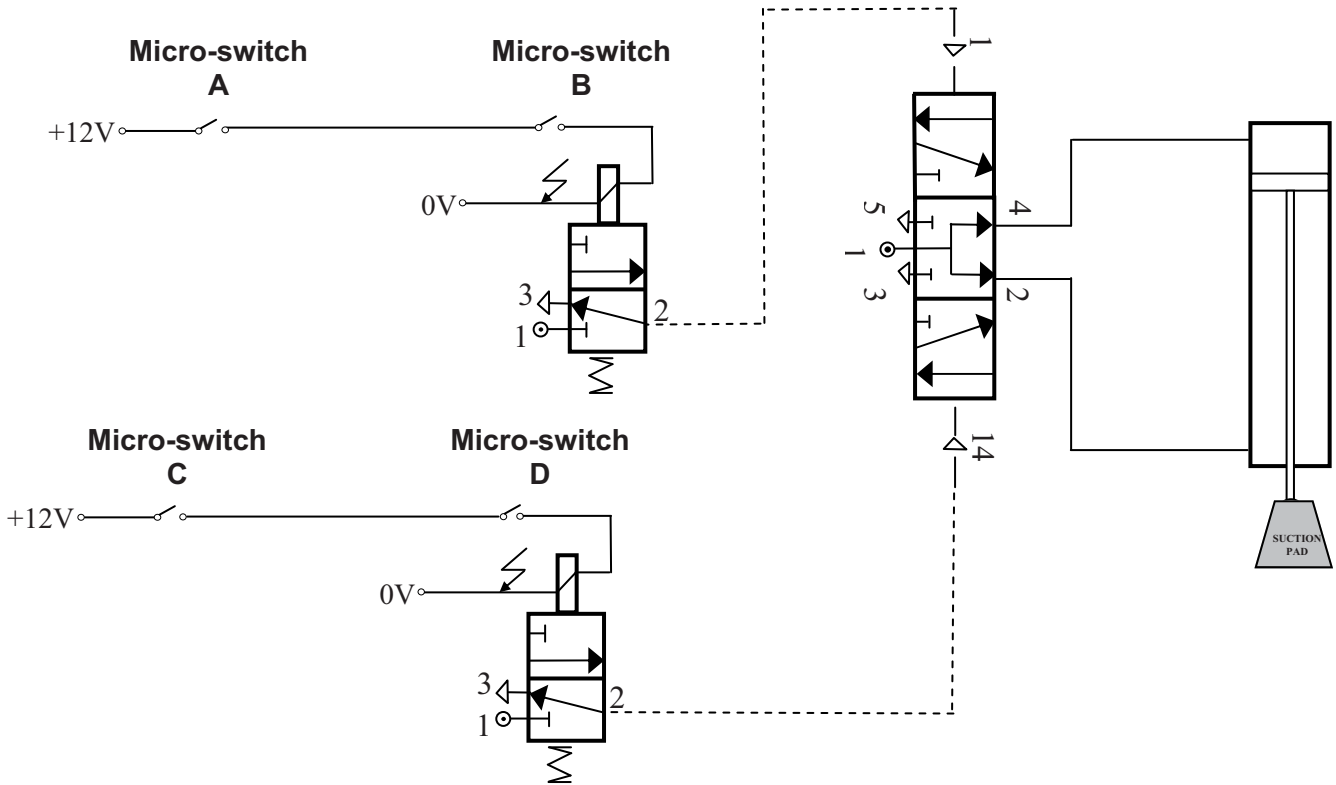 Micro-switch
A
Micro-switch
B
+12V
0V
3
1
2
1
5
4
1
3
2
Micro-switch
C
Micro-switch
D
+12V
0V
3
1
2
14
SUCTION
PAD